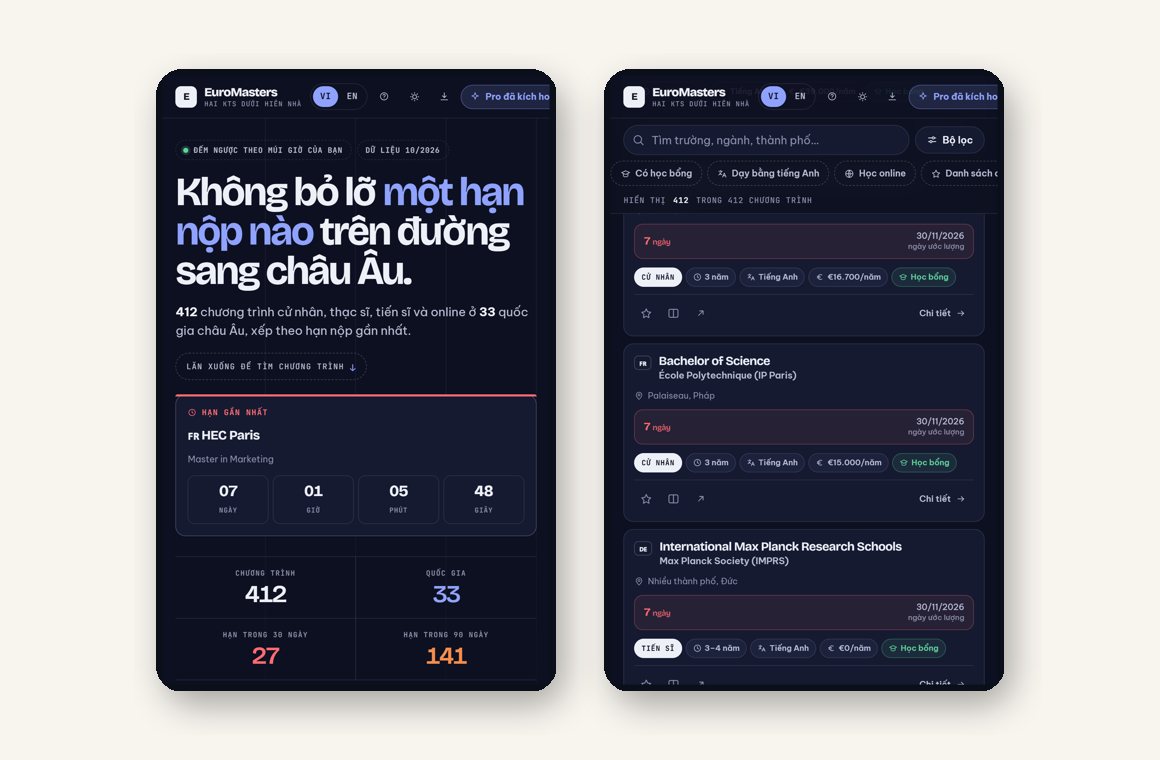 E
EuroMasters
HAI KTS DƯỚI HIÊN NHÀ
VI
EN
Pro đã kích ho
ĐẾM NGƯỢC THEO MÚI GIỜ CỦA BẠN
DỮ LIỆU 10/2026
Không bỏ lỡ một hạn
nộp nào trên đường
sang châu Âu.
412 chương trình cử nhân, thạc sĩ, tiến sĩ và online ở 33 quốc
gia châu Âu, xếp theo hạn nộp gần nhất.
LĂN XUỐNG ĐỂ TÌM CHƯƠNG TRÌNH ↓
HẠN GẦN NHẤT
FR HEC Paris
Master in Marketing
07
01
05
48
NGÀY
GIỜ
PHÚT
GIÂY
CHƯƠNG TRÌNH
QUỐC GIA
412
33
HẠN TRONG 30 NGÀY
HẠN TRONG 90 NGÀY
27
141
E
EuroMasters
HAI KTS DƯỚI HIÊN NHÀ
VI
EN
Pro đã kích ho
Tìm trường, ngành, thành phố...
Bộ lọc
Có học bổng
Dạy bằng tiếng Anh
Học online
Danh sách
HIỂN THỊ 412 TRONG 412 CHƯƠNG TRÌNH
7 ngày
30/11/2026
ngày ước lượng
CỬ NHÂN
3 năm
Tiếng Anh
€ €16.700/năm
Học bổng
Chi tiết →
FR
Bachelor of Science
École Polytechnique (IP Paris)
Palaiseau, Pháp
7 ngày
30/11/2026
ngày ước lượng
CỬ NHÂN
3 năm
Tiếng Anh
€ €15.000/năm
Học bổng
Chi tiết →
DE
International Max Planck Research Schools
Max Planck Society (IMPRS)
Nhiều thành phố, Đức
7 ngày
30/11/2026
ngày ước lượng
TIẾN SĨ
3–4 năm
Tiếng Anh
€ €0/năm
Học bổng
Chi tiết →